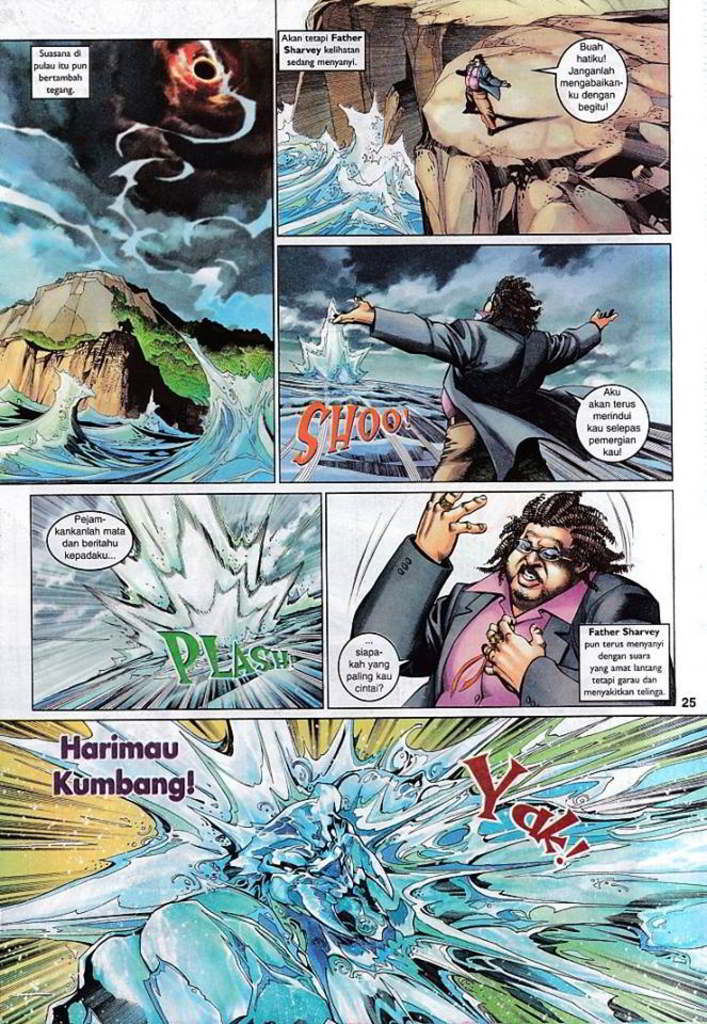 Suasana di
pulau itu pun
bertambah
tegang.
Akan tetapi Father
Sharvey kelihatan
sedang menyanyi.
Buah
hatiku!
Janganlah
mengabaikan-
ku dengan
begitu!
SHOO!
Aku
akan terus
merindui
kau selepas
pemergian
kau!
Pejam-
kankanlah mata
dan beritahu
kepadaku...
PLASH!
...
siapa-
kah yang
paling kau
cintai?
Father Sharvey
pun terus menyanyi
dengan suara
yang amat lantang
tetapi garau dan
menyakitkan telinga.
25
Harimau
Kumbang!
Yak!